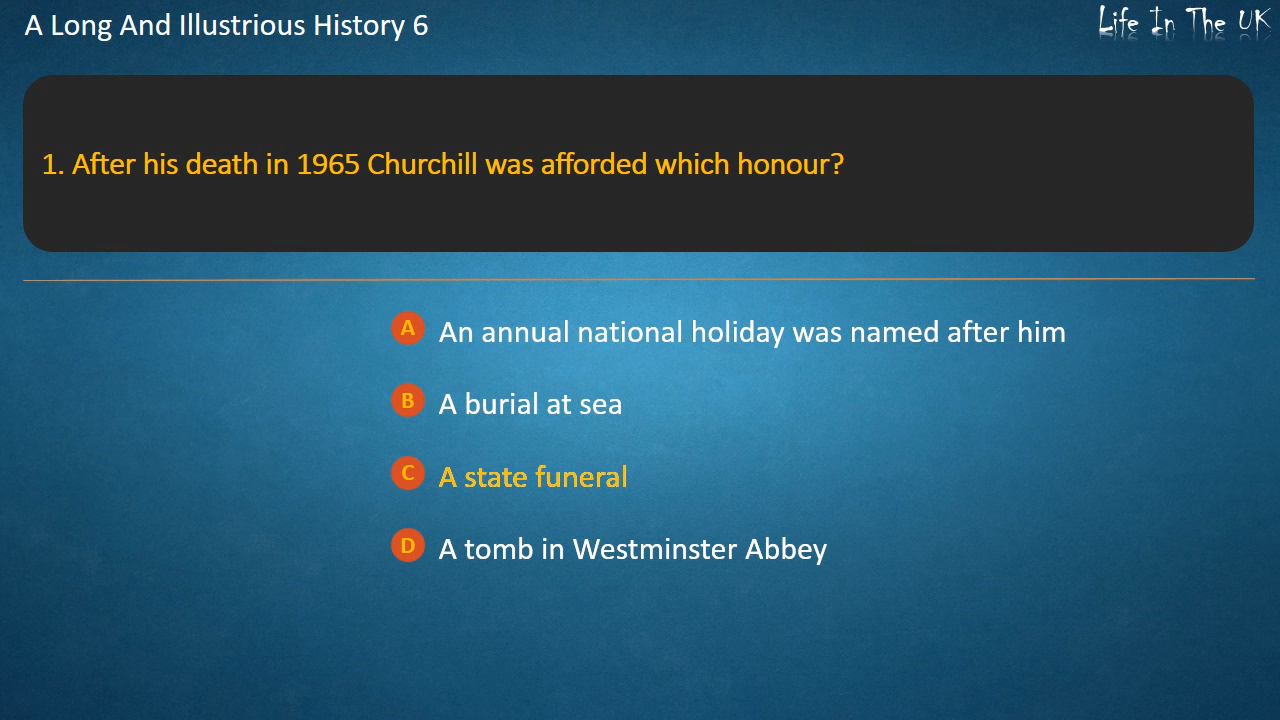 A Long And Illustrious History 6
Life In The UK
1. After his death in 1965 Churchill was afforded which honour?
A An annual national holiday was named after him
B A burial at sea
C A state funeral
D A tomb in Westminster Abbey